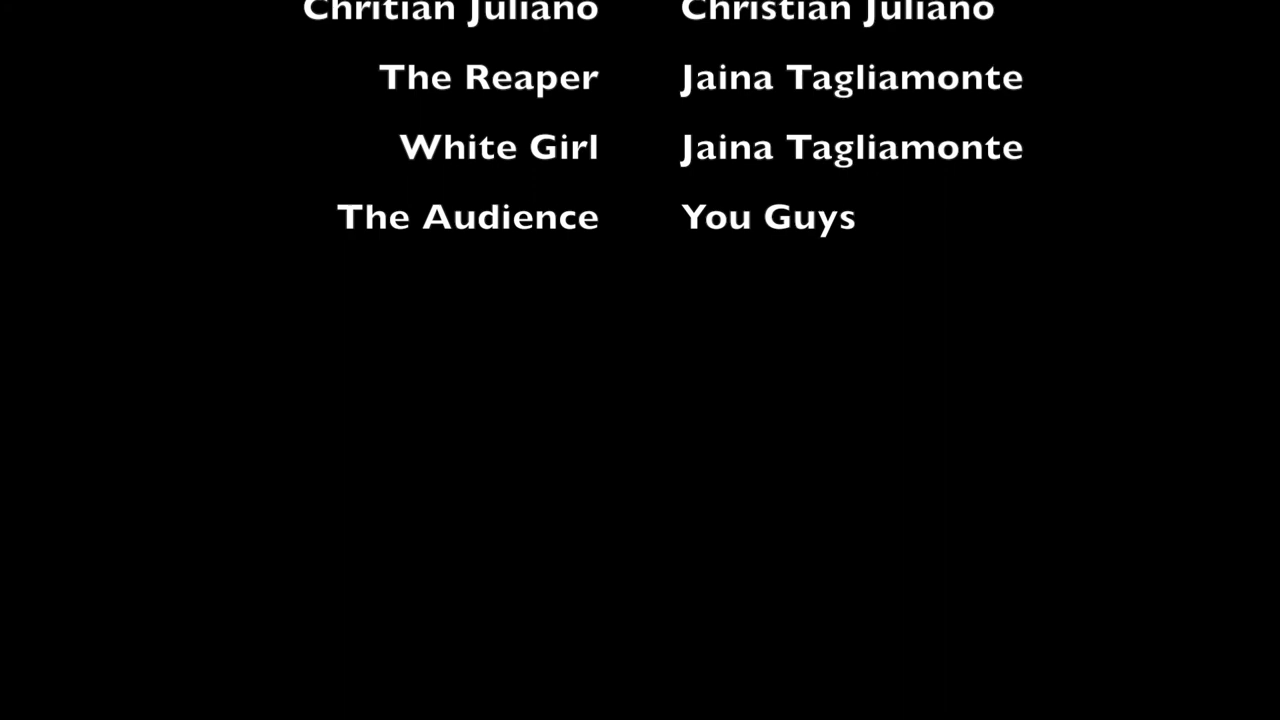 Chritian Juliano Christian Juliano
The Reaper Jaina Tagliamonte
White Girl Jaina Tagliamonte
The Audience You Guys